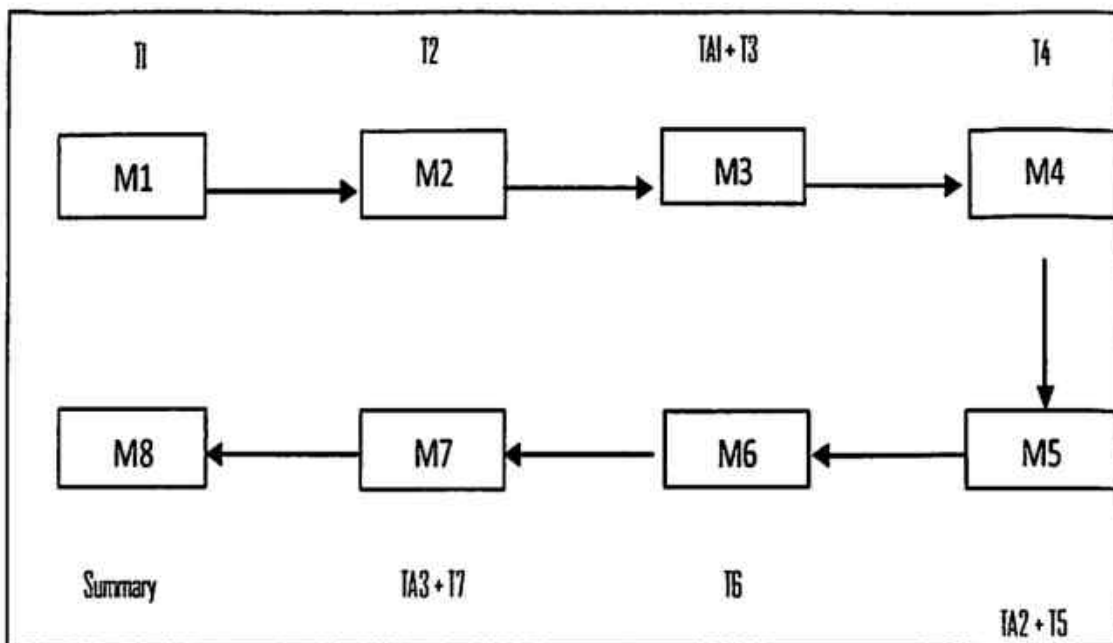 T1 T2 TA1 + T3 T4
M1 M2 M3 M4
M8 M7 M6 M5
Summary TA3 + T7 T6
TA2 + T5